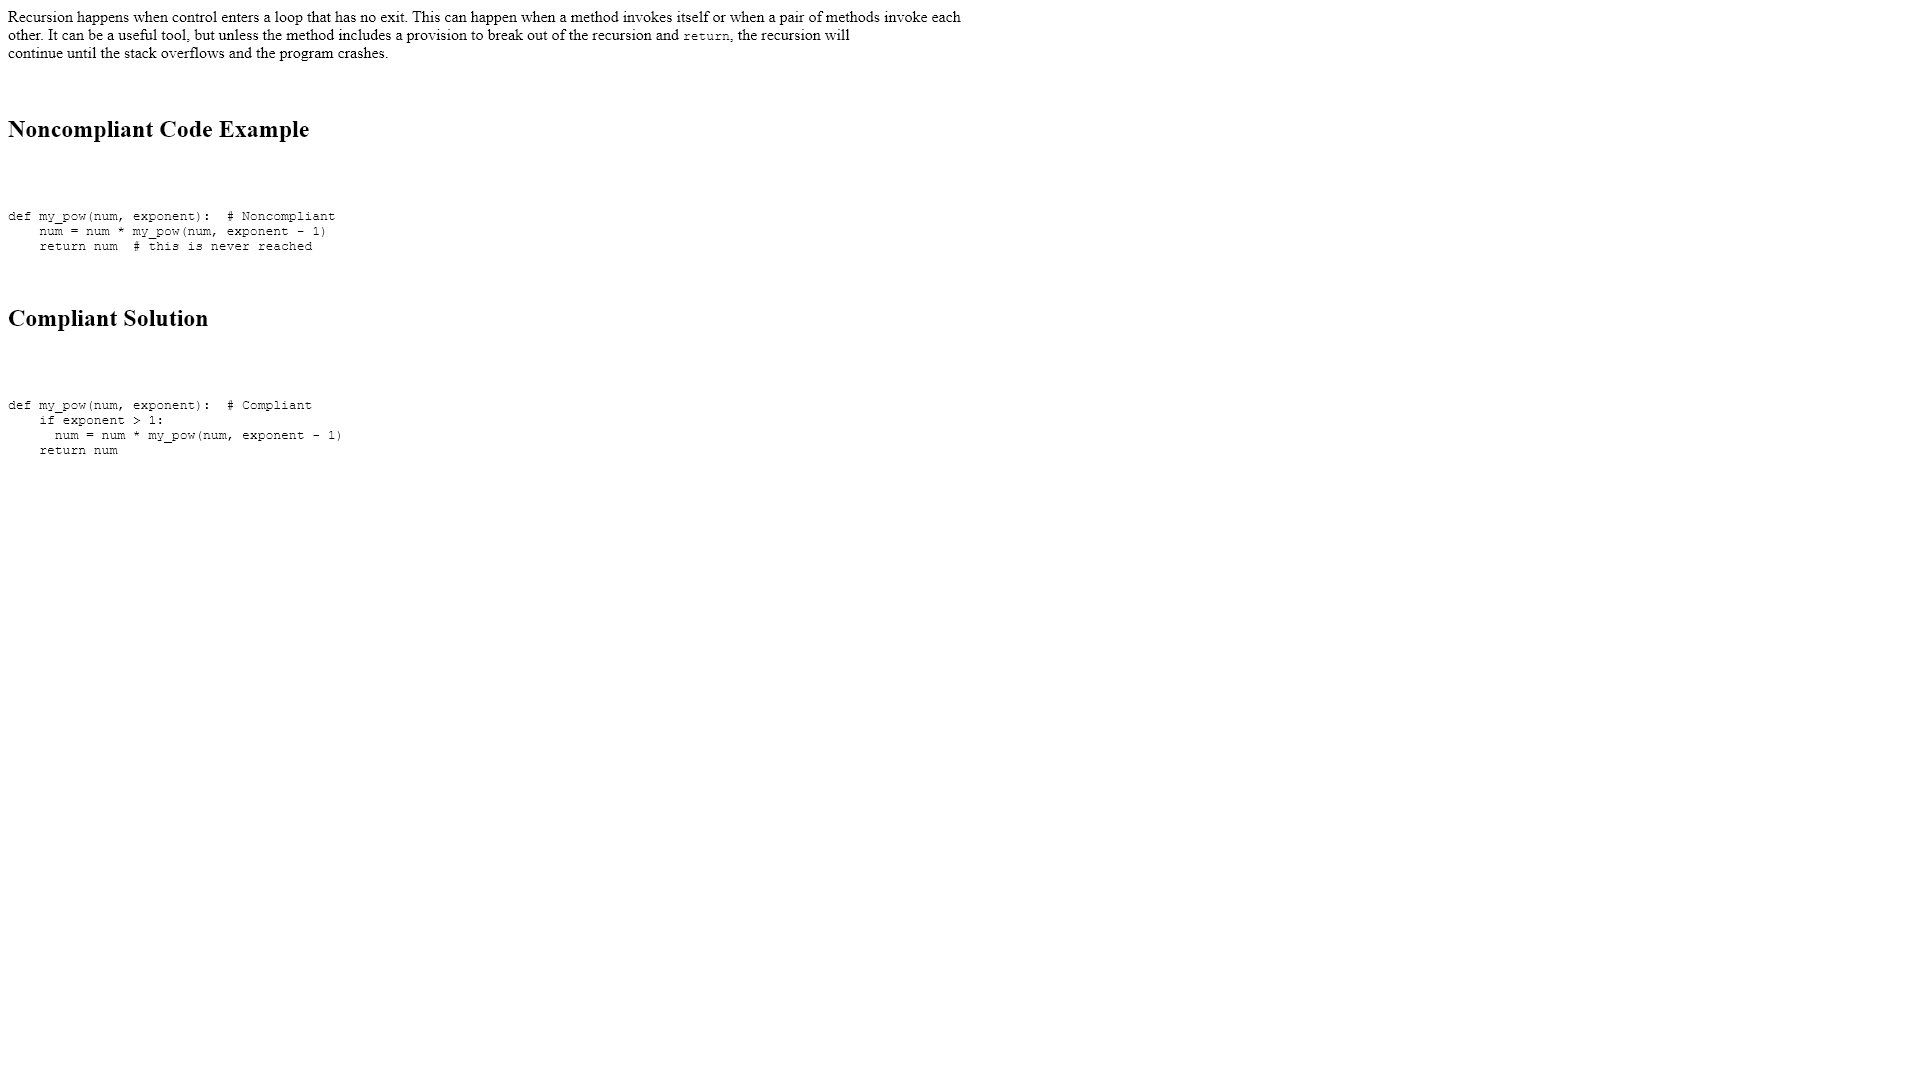 Recursion happens when control enters a loop that has no exit. This can happen when a method invokes itself or when a pair of methods invoke each
other. It can be a useful tool, but unless the method includes a provision to break out of the recursion and return, the recursion will
continue until the stack overflows and the program crashes.
Noncompliant Code Example
def my_pow(num, exponent):  # Noncompliant
    num = num * my_pow(num, exponent - 1)
    return num  # this is never reached
Compliant Solution
def my_pow(num, exponent):  # Compliant
    if exponent > 1:
      num = num * my_pow(num, exponent - 1)
    return num